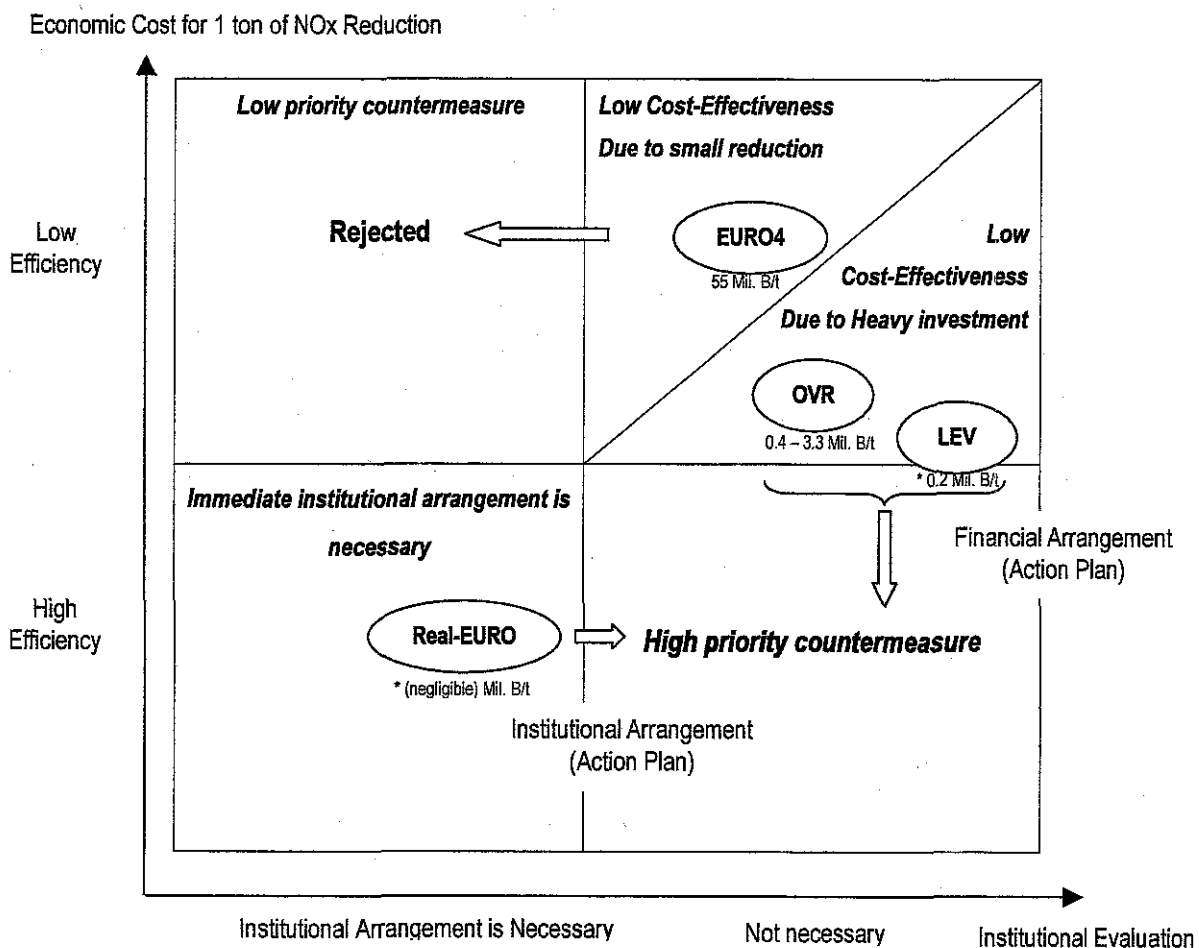 Economic Cost for 1 ton of NOx Reduction
Low priority countermeasure
Low Cost-Effectiveness
Due to small reduction
Low
Efficiency
Rejected
EURO4
55 Mil. B/t
Low
Cost-Effectiveness
Due to Heavy investment
OVR
0.4 – 3.3 Mil. B/t
LEV
* 0.2 Mil. B/t
Immediate institutional arrangement is
necessary
Financial Arrangement
(Action Plan)
High
Efficiency
Real-EURO
* (negligible) Mil. B/t
High priority countermeasure
Institutional Arrangement
(Action Plan)
Institutional Arrangement is Necessary
Not necessary
Institutional Evaluation